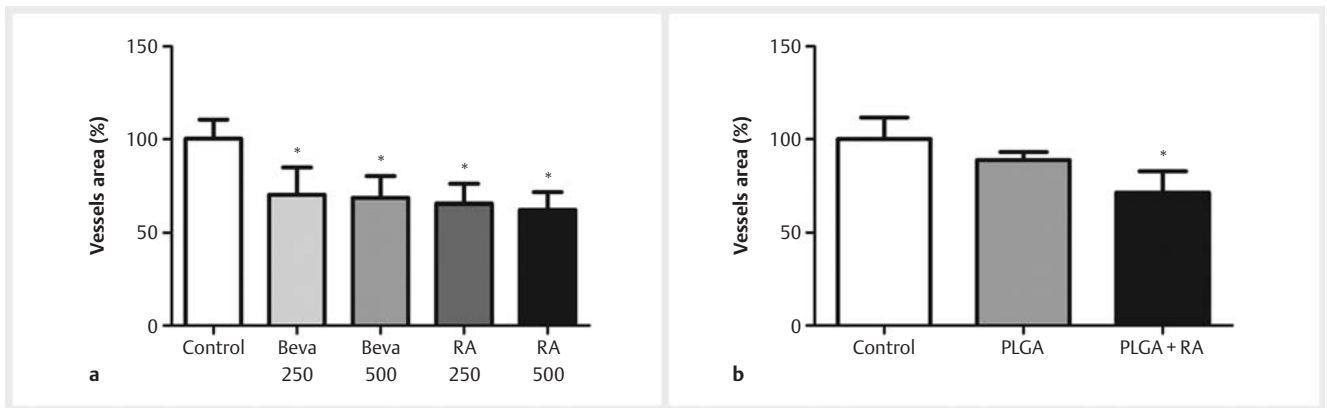 150
100
50
0
Vessels area (%)
*
*
*
*
Control
Beva
250
Beva
500
RA
250
RA
500
a
150
100
50
0
Vessels area (%)
*
Control
PLGA
PLGA + RA
b